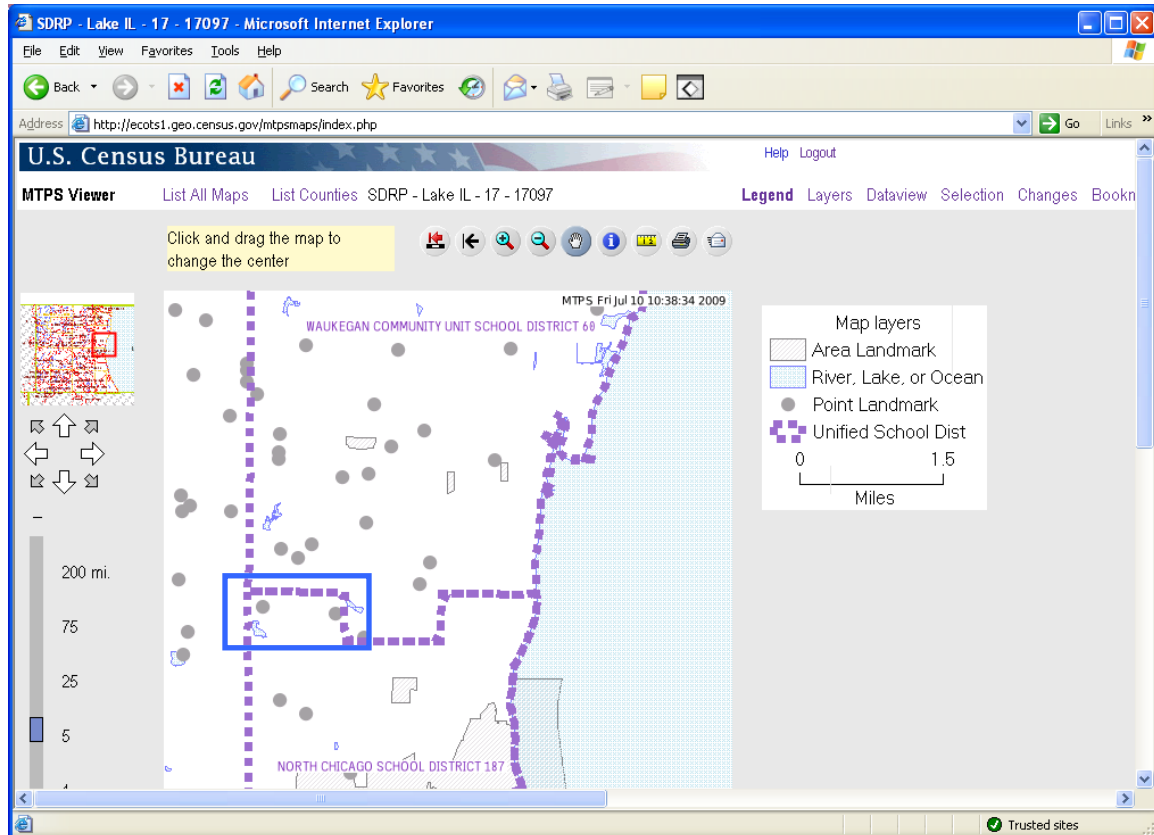 SDRP - Lake IL - 17 - 17097 - Microsoft Internet Explorer
File Edit View Favorites Tools Help
Back Search Favorites
Address http://ecots1.geo.census.gov/mtpsmaps/index.php Go Links »
U.S. Census Bureau Help Logout
MTPS Viewer List All Maps List Counties SDRP - Lake IL - 17 - 17097 Legend Layers Dataview Selection Changes Bookn
Click and drag the map to
change the center
MTPS Fri Jul 10 10:38:34 2009
WAUKEGAN COMMUNITY UNIT SCHOOL DISTRICT 60
Map layers
Area Landmark
River, Lake, or Ocean
Point Landmark
Unified School Dist
0 1.5
Miles
200 mi.
75
25
5
NORTH CHICAGO SCHOOL DISTRICT 187
Trusted sites